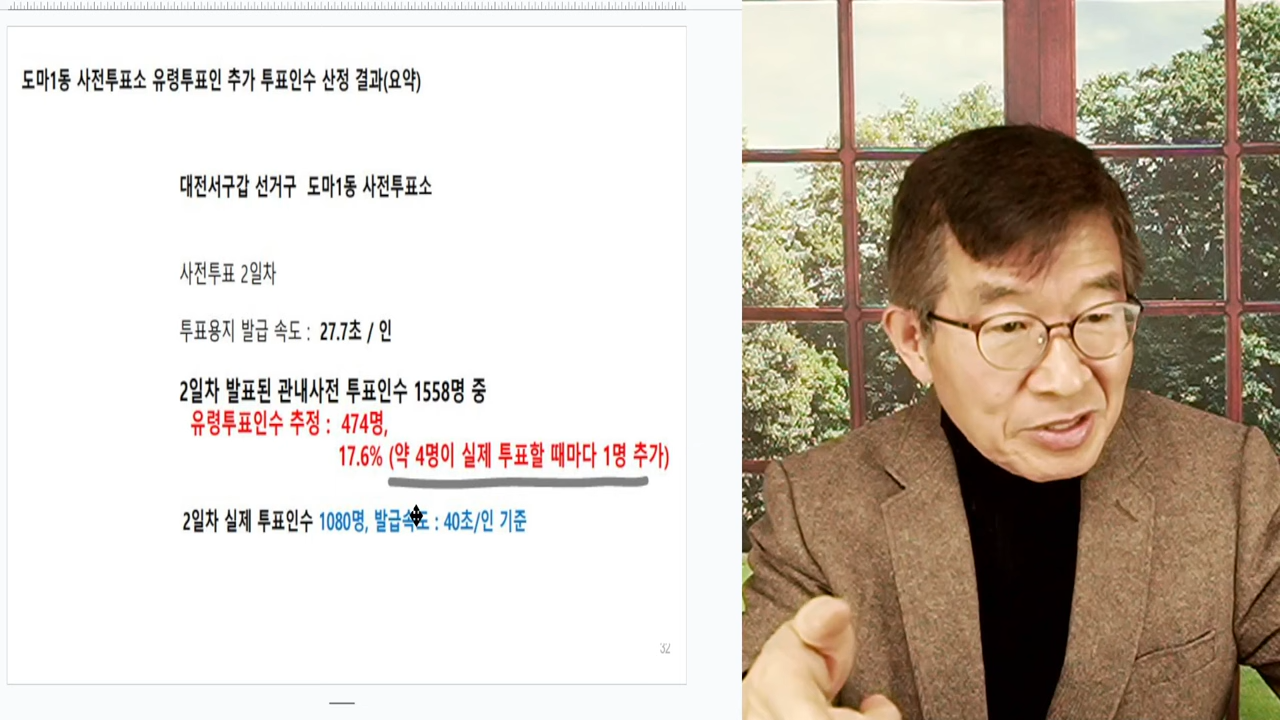 도마1동 사전투표소 유령투표인 추가 투표인수 산정 결과(요약)
대전서구갑 선거구 도마1동 사전투표소
사전투표 2일차
투표용지 발급 속도 : 27.7초 / 인
2일차 발표된 관내사전 투표인수 1558명 중
유령투표인수 추정 : 474명,
17.6% (약 4명이 실제 투표할 때마다 1명 추가)
2일차 실제 투표인수 1080명, 발급속도 : 40초/인 기준
32